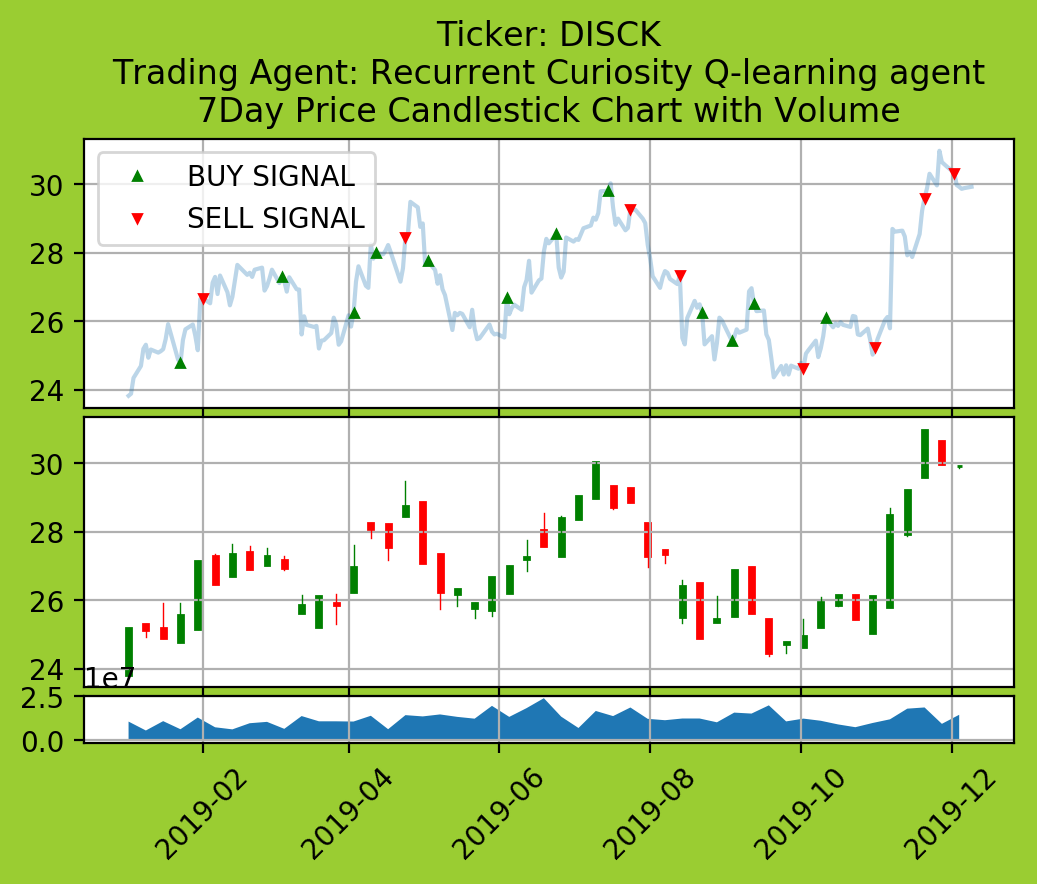 Ticker: DISCK
Trading Agent: Recurrent Curiosity Q-learning agent
7Day Price Candlestick Chart with Volume
BUY SIGNAL
SELL SIGNAL
30
28
26
24
30
28
26
24
1e7
2.5
0.0
2019-02
2019-04
2019-06
2019-08
2019-10
2019-12